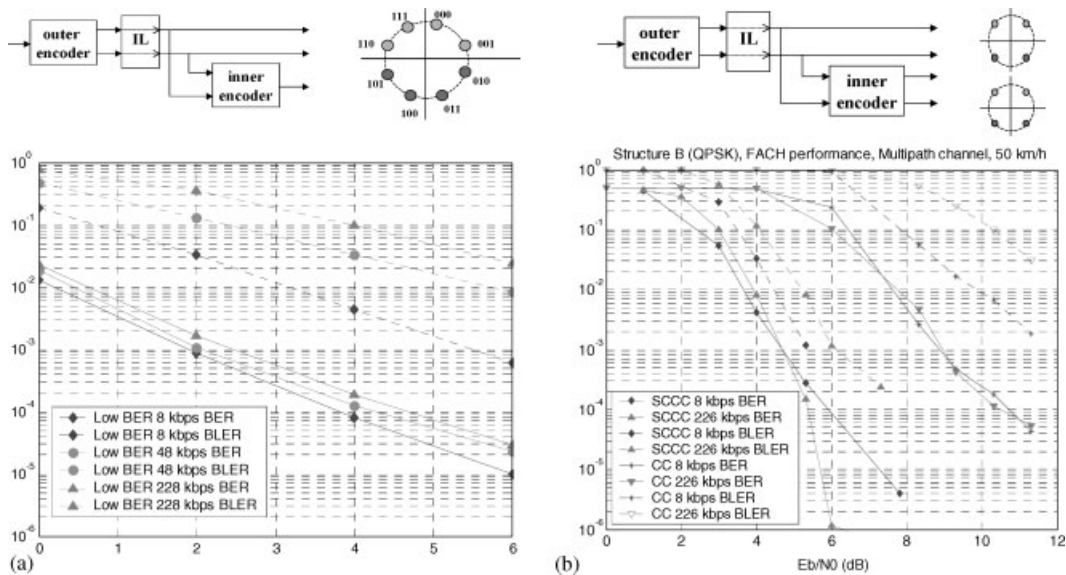 outer
encoder
IL
inner
encoder
111
000
110
001
101
010
100
011
outer
encoder
IL
inner
encoder
10^0
10^-1
10^-2
10^-3
10^-4
10^-5
10^-6
Low BER 8 kbps BER
Low BER 8 kbps BLER
Low BER 48 kbps BER
Low BER 48 kbps BLER
Low BER 228 kbps BER
Low BER 228 kbps BLER
0 1 2 3 4 5 6
(a)
Structure B (QPSK), FACH performance, Multipath channel, 50 km/h
10^0
10^-1
10^-2
10^-3
10^-4
10^-5
10^-6
SCCC 8 kbps BER
SCCC 226 kbps BER
SCCC 8 kbps BLER
SCCC 226 kbps BLER
CC 8 kbps BER
CC 226 kbps BER
CC 8 kbps BLER
CC 226 kbps BLER
0 2 4 6 8 10 12
(b)
Eb/N0 (dB)